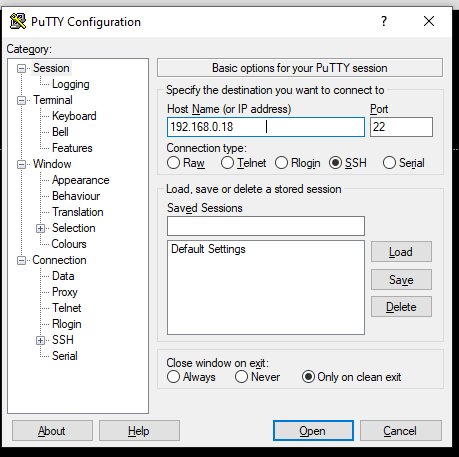 PuTTY Configuration
? ×
Category:
Session
Logging
Terminal
Keyboard
Bell
Features
Window
Appearance
Behaviour
Translation
Selection
Colours
Connection
Data
Proxy
Telnet
Rlogin
SSH
Serial
Basic options for your PuTTY session
Specify the destination you want to connect to
Host Name (or IP address) Port
192.168.0.18 22
Connection type:
Raw Telnet Rlogin SSH Serial
Load, save or delete a stored session
Saved Sessions
Default Settings
Load
Save
Delete
Close window on exit:
Always Never Only on clean exit
About Help Open Cancel